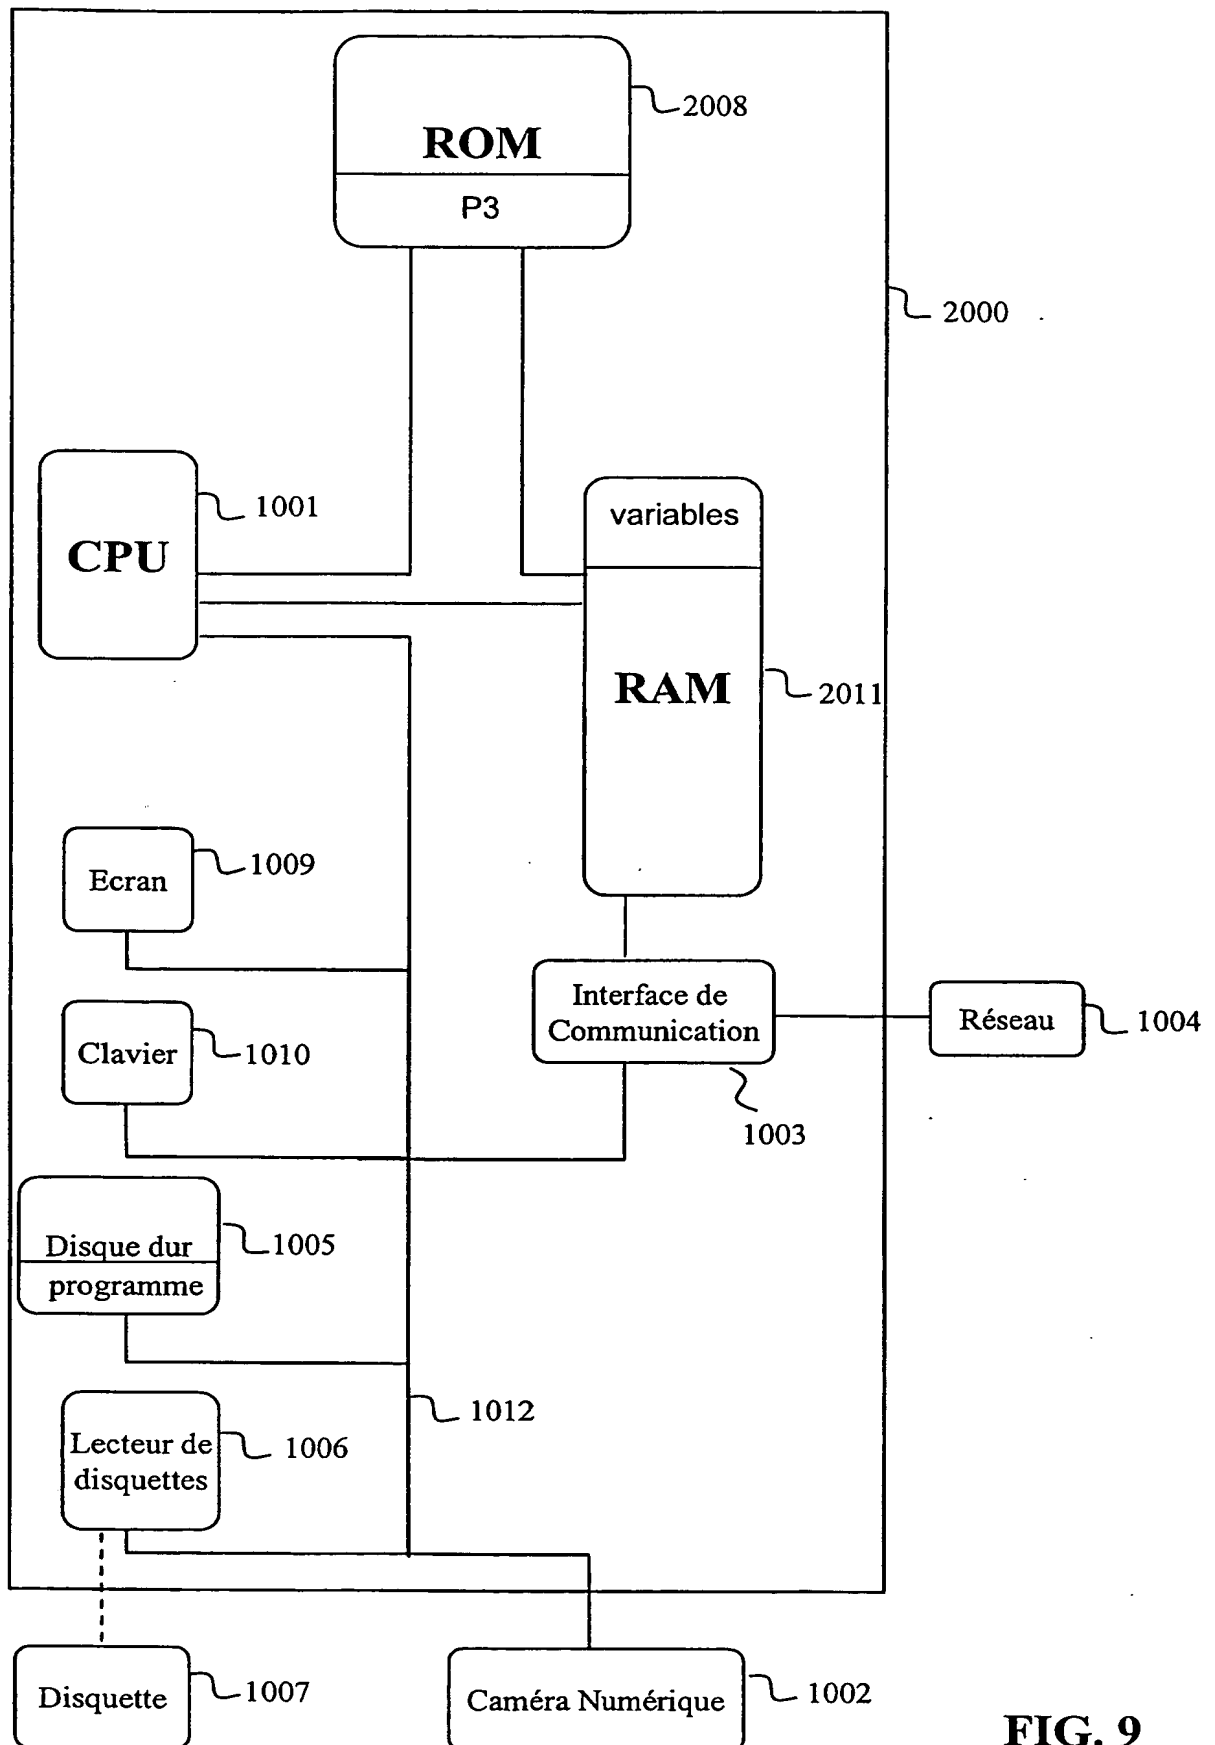 2008
ROM
P3
2000
1001
CPU
variables
RAM
2011
1009
Ecran
Interface de
Communication
Réseau
1004
Clavier
1010
1003
1005
Disque dur
programme
1012
Lecteur de
disquettes
1006
Disquette
1007
Caméra Numérique
1002
FIG. 9